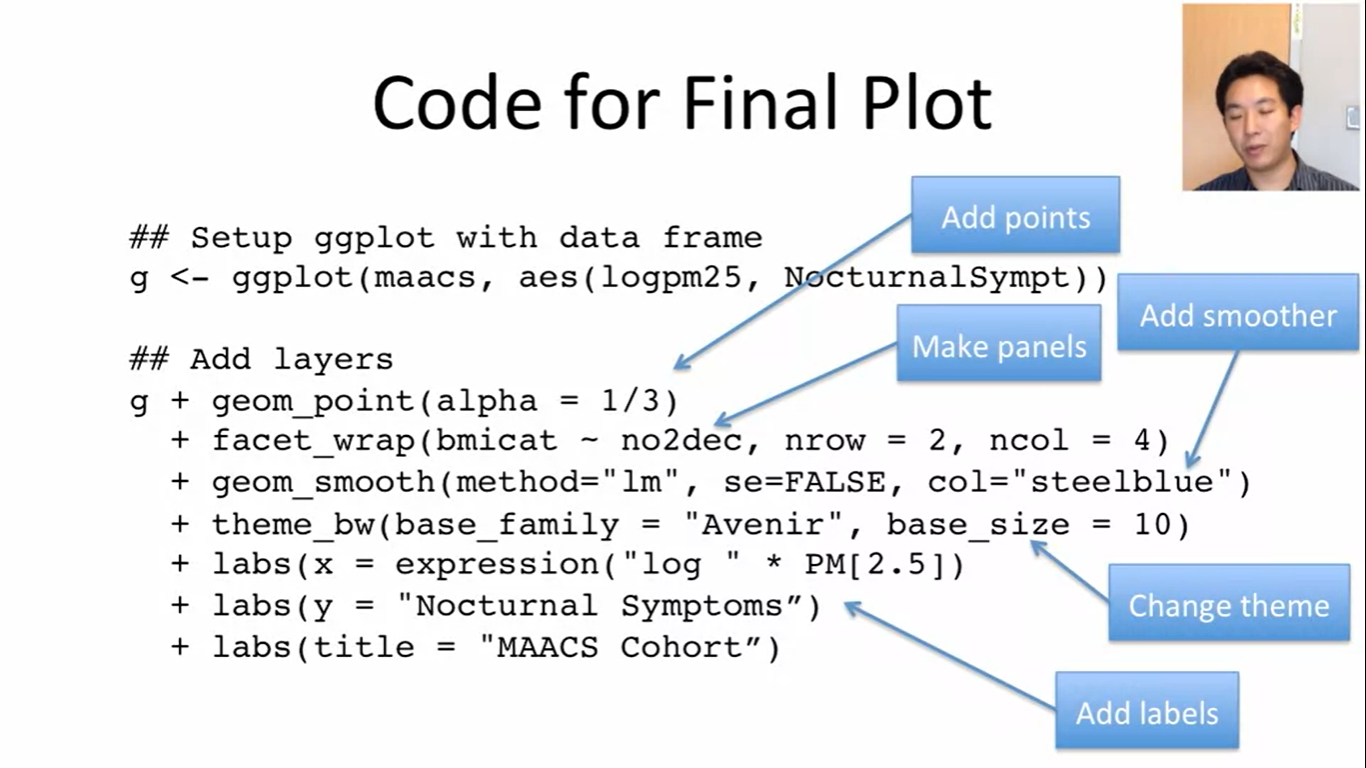 Code for Final Plot
Add points
## Setup ggplot with data frame
g <- ggplot(maacs, aes(logpm25, NocturnalSympt))
Add smoother
Make panels
## Add layers
g + geom_point(alpha = 1/3)
+ facet_wrap(bmicat ~ no2dec, nrow = 2, ncol = 4)
+ geom_smooth(method="lm", se=FALSE, col="steelblue")
+ theme_bw(base_family = "Avenir", base_size = 10)
+ labs(x = expression("log " * PM[2.5])
+ labs(y = "Nocturnal Symptoms”)
Change theme
+ labs(title = "MAACS Cohort”)
Add labels